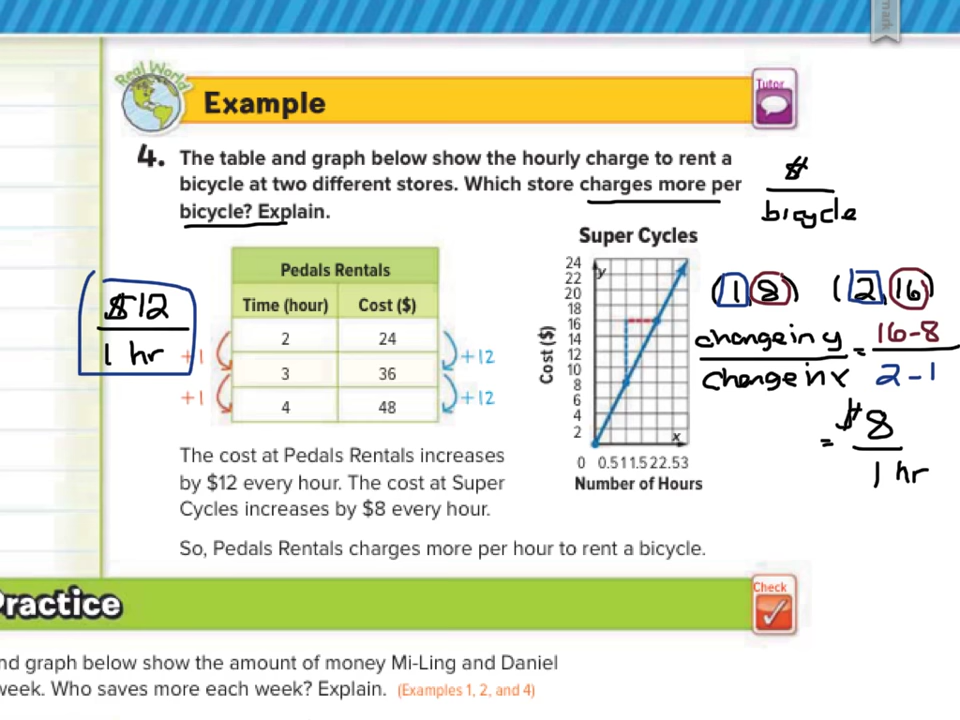 mark
Real World
Example
Tutor
4. The table and graph below show the hourly charge to rent a
bicycle at two different stores. Which store charges more per
bicycle? Explain.
$
bicycle
Pedals Rentals
Time (hour) Cost ($)
2 24
3 36
4 48
+1
+1
+12
+12
$12
1 hr
Super Cycles
24
22
20
18
16
14
12
10
8
6
4
2
y
x
Cost ($)
0 0.5 1 1.5 2 2.5 3
Number of Hours
(1,8) (2,16)
change in y = 16-8
change in x 2-1
= $8
1 hr
The cost at Pedals Rentals increases
by $12 every hour. The cost at Super
Cycles increases by $8 every hour.
So, Pedals Rentals charges more per hour to rent a bicycle.
Practice
Check
nd graph below show the amount of money Mi-Ling and Daniel
week. Who saves more each week? Explain. (Examples 1, 2, and 4)